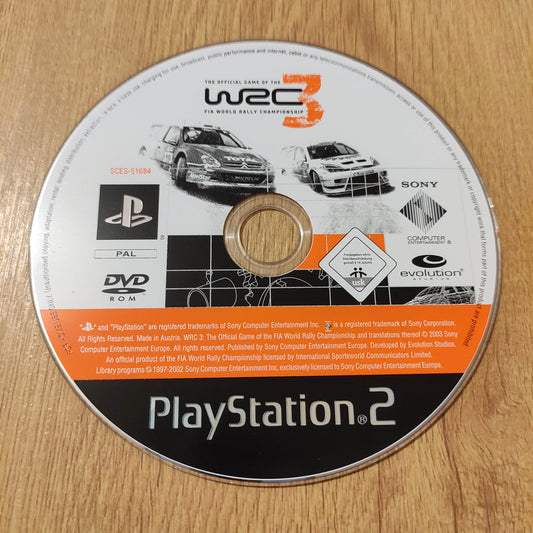 THE OFFICIAL GAME OF THE
WRC 3
FIA WORLD RALLY CHAMPIONSHIP
SCES-51684
PAL
DVD
ROM
SONY
COMPUTER
ENTERTAINMENT
evolution
STUDIOS
usk
and "PlayStation" are registered trademarks of Sony Computer Entertainment Inc. is a registered trademark of Sony Corporation.
All Rights Reserved. Made in Austria. WRC 3: The Official Game of the FIA World Rally Championship and translations thereof © 2003 Sony
Computer Entertainment Europe. All rights reserved. Published by Sony Computer Entertainment Europe. Developed by Evolution Studios.
An official product of the FIA World Rally Championship licensed by International Sportsworld Communicators Limited.
Library programs © 1997-2002 Sony Computer Entertainment Inc. exclusively licensed to Sony Computer Entertainment Europe.
PlayStation®2